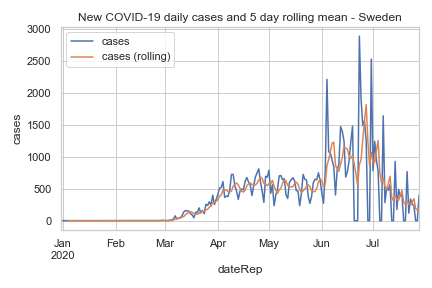 New COVID-19 daily cases and 5 day rolling mean - Sweden
cases
cases (rolling)
3000
2500
2000
1500
1000
500
0
cases
Jan
2020
Feb
Mar
Apr
May
Jun
Jul
dateRep